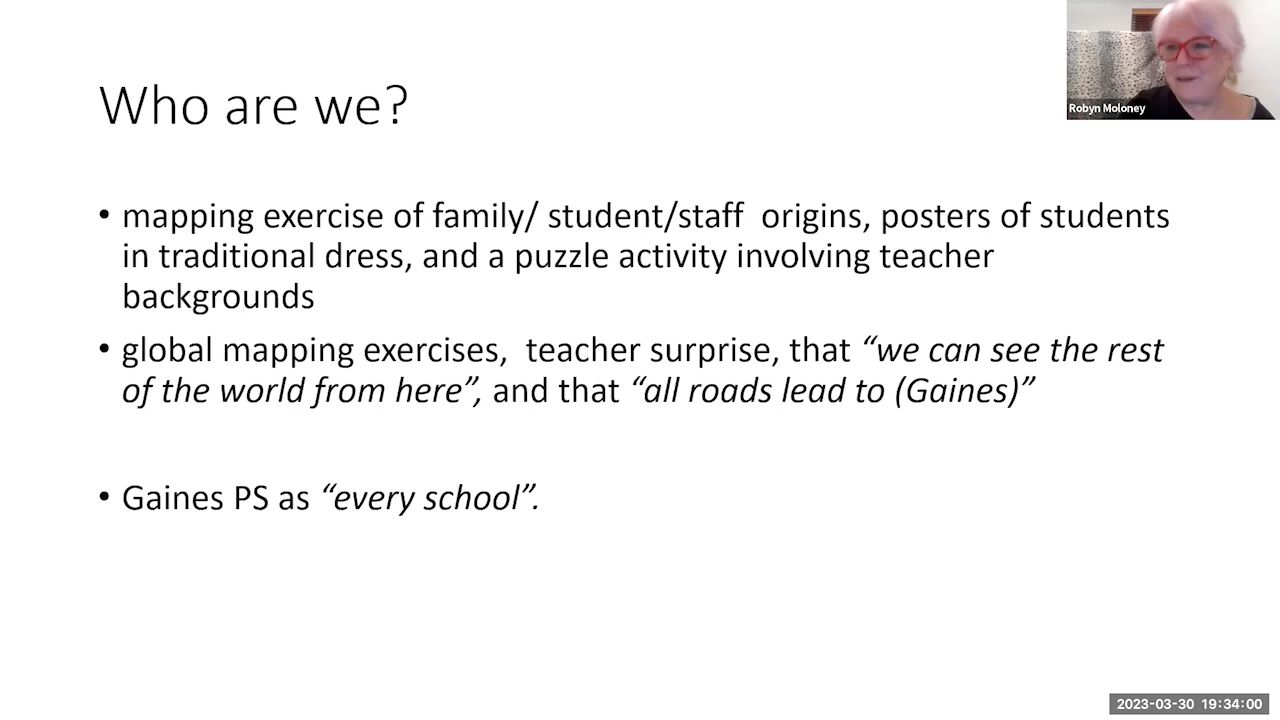 Who are we?
Robyn Moloney
• mapping exercise of family/ student/staff  origins, posters of students
in traditional dress, and a puzzle activity involving teacher
backgrounds
• global mapping exercises,  teacher surprise, that “we can see the rest
of the world from here”, and that “all roads lead to (Gaines)”
• Gaines PS as “every school”.
2023-03-30  19:34:00